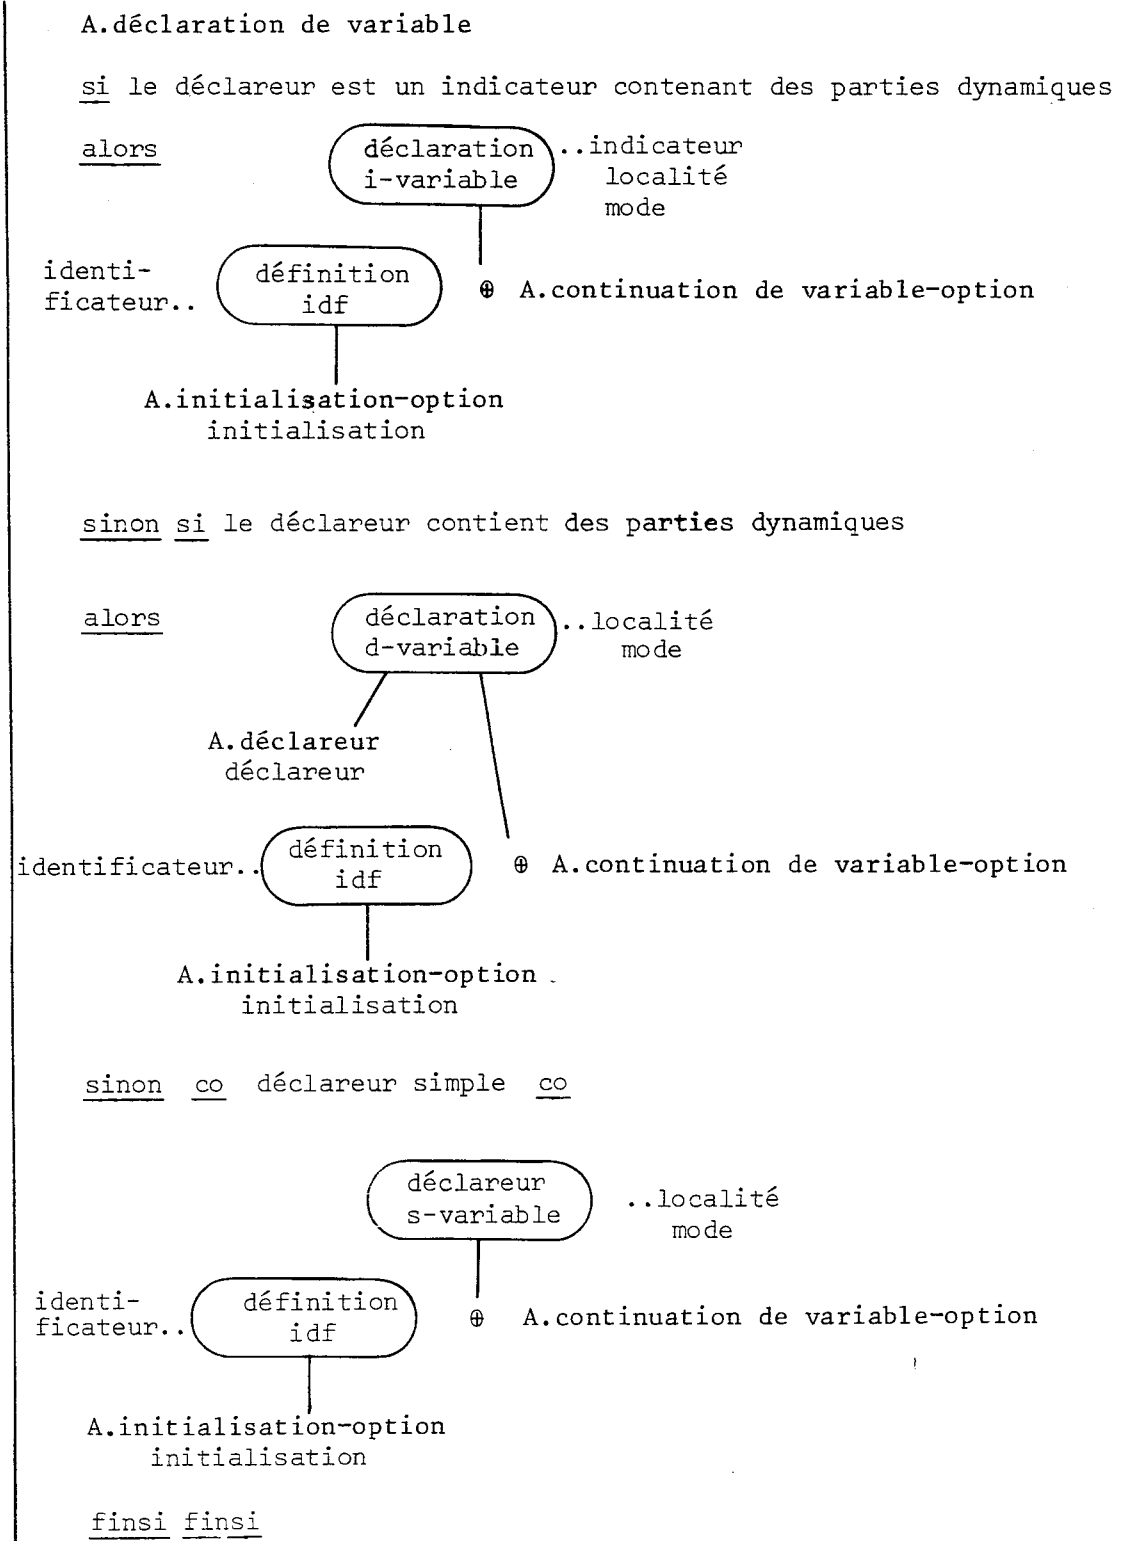 A.déclaration de variable
si le déclareur est un indicateur contenant des parties dynamiques
alors
déclaration
i-variable
..indicateur
localité
mode
identi-
ficateur..
définition
idf
⊕ A.continuation de variable-option
A.initialisation-option
initialisation
sinon si le déclareur contient des parties dynamiques
alors
déclaration
d-variable
..localité
mode
A.déclareur
déclareur
identificateur..
définition
idf
⊕ A.continuation de variable-option
A.initialisation-option
initialisation
sinon co déclareur simple co
déclareur
s-variable
..localité
mode
identi-
ficateur..
définition
idf
⊕ A.continuation de variable-option
A.initialisation-option
initialisation
finsi finsi